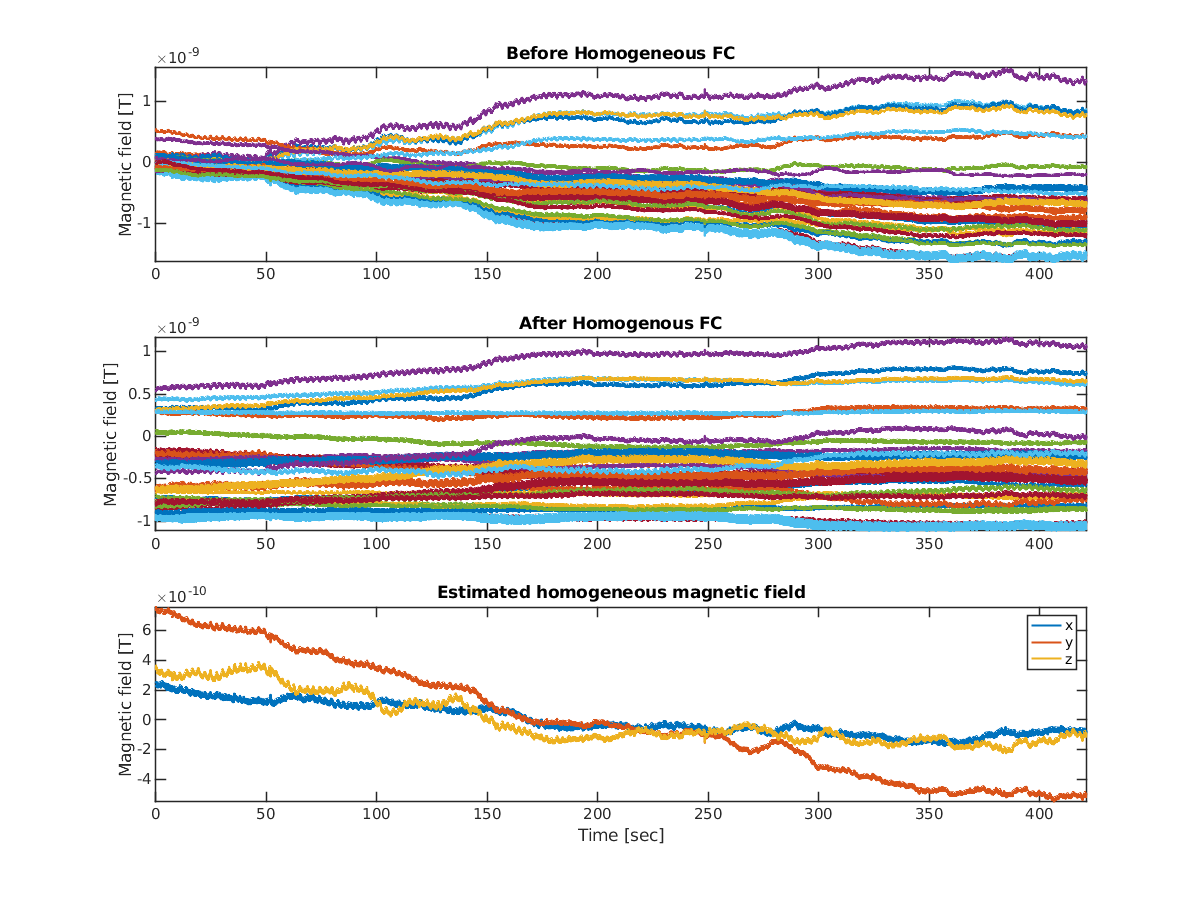 Before Homogeneous FC
×10^-9
Magnetic field [T]
1
0
-1
0 50 100 150 200 250 300 350 400
After Homogenous FC
×10^-9
Magnetic field [T]
1
0.5
0
-0.5
-1
0 50 100 150 200 250 300 350 400
Estimated homogeneous magnetic field
×10^-10
Magnetic field [T]
6
4
2
0
-2
-4
x
y
z
0 50 100 150 200 250 300 350 400
Time [sec]